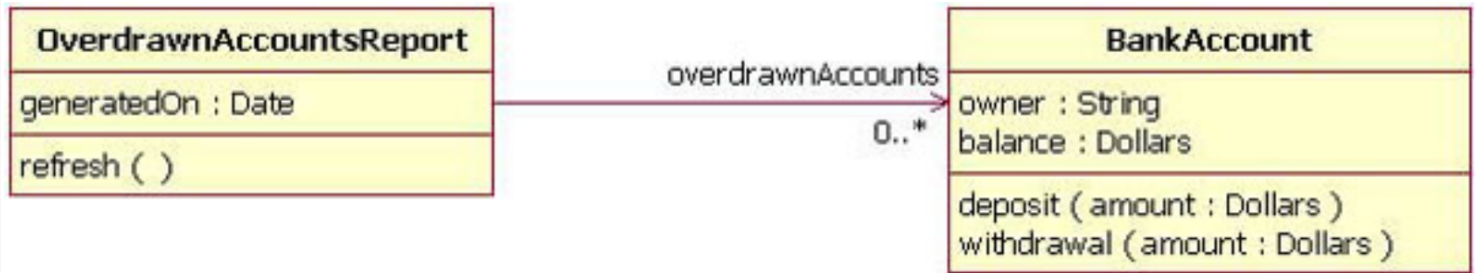 OverdrawnAccountsReport
generatedOn : Date
refresh ( )
overdrawnAccounts
0..*
BankAccount
owner : String
balance : Dollars
deposit ( amount : Dollars )
withdrawal ( amount : Dollars )